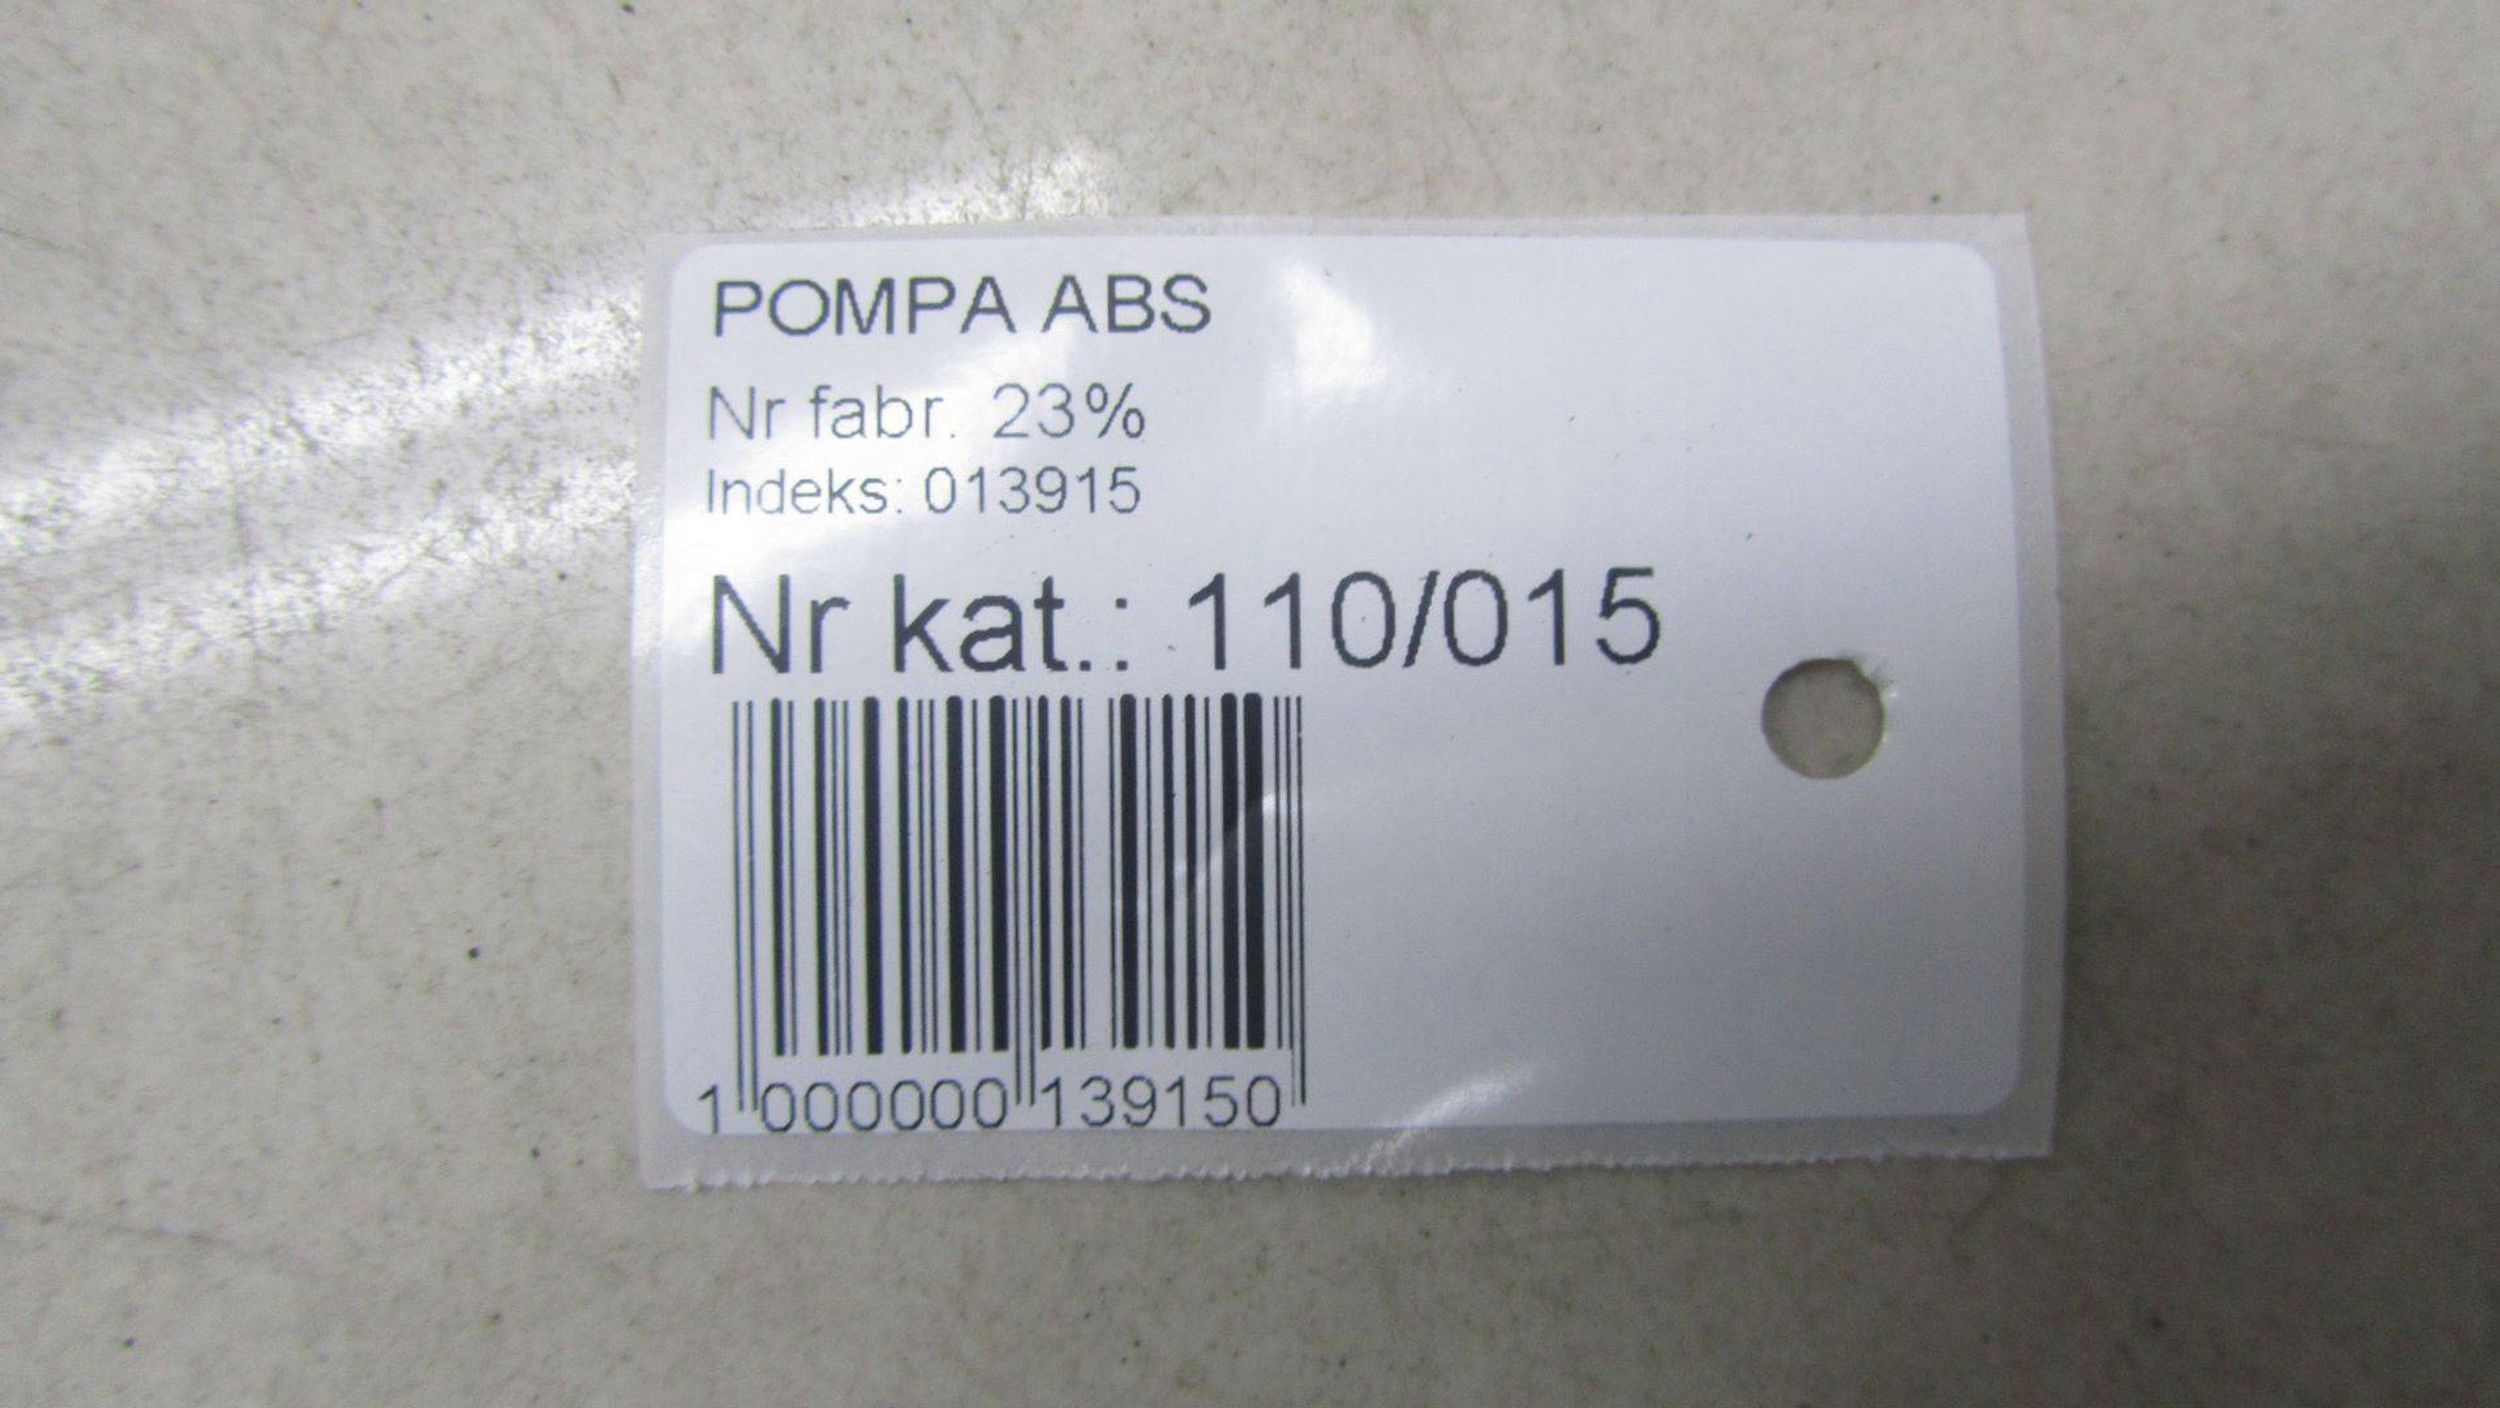 POMPA ABS
Nr fabr. 23%
Indeks: 013915
Nr kat.: 110/015
1 000000 139150